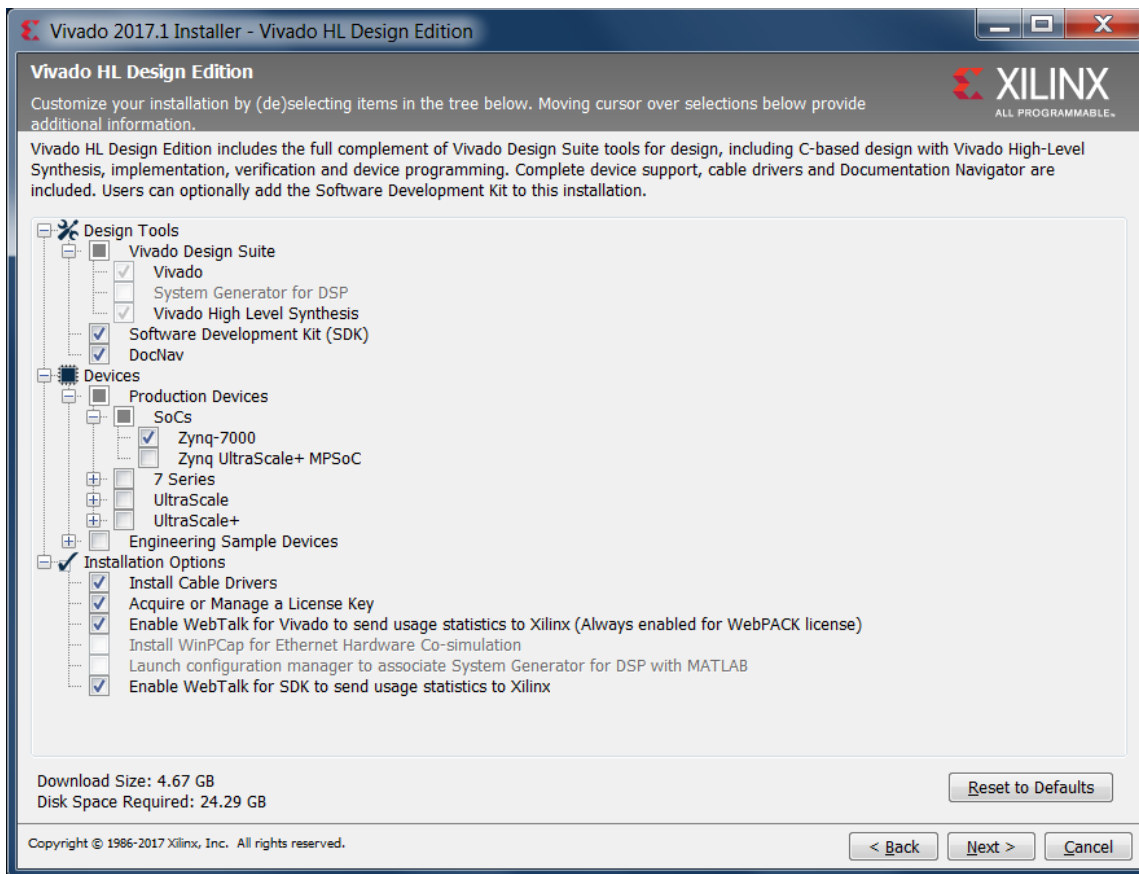 Vivado 2017.1 Installer - Vivado HL Design Edition
Vivado HL Design Edition
Customize your installation by (de)selecting items in the tree below. Moving cursor over selections below provide
additional information.
XILINX
ALL PROGRAMMABLE™
Vivado HL Design Edition includes the full complement of Vivado Design Suite tools for design, including C-based design with Vivado High-Level
Synthesis, implementation, verification and device programming. Complete device support, cable drivers and Documentation Navigator are
included. Users can optionally add the Software Development Kit to this installation.
Design Tools
Vivado Design Suite
Vivado
System Generator for DSP
Vivado High Level Synthesis
Software Development Kit (SDK)
DocNav
Devices
Production Devices
SoCs
Zynq-7000
Zynq UltraScale+ MPSoC
7 Series
UltraScale
UltraScale+
Engineering Sample Devices
Installation Options
Install Cable Drivers
Acquire or Manage a License Key
Enable WebTalk for Vivado to send usage statistics to Xilinx (Always enabled for WebPACK license)
Install WinPCap for Ethernet Hardware Co-simulation
Launch configuration manager to associate System Generator for DSP with MATLAB
Enable WebTalk for SDK to send usage statistics to Xilinx
Download Size: 4.67 GB
Disk Space Required: 24.29 GB
Reset to Defaults
Copyright © 1986-2017 Xilinx, Inc. All rights reserved.
< Back
Next >
Cancel